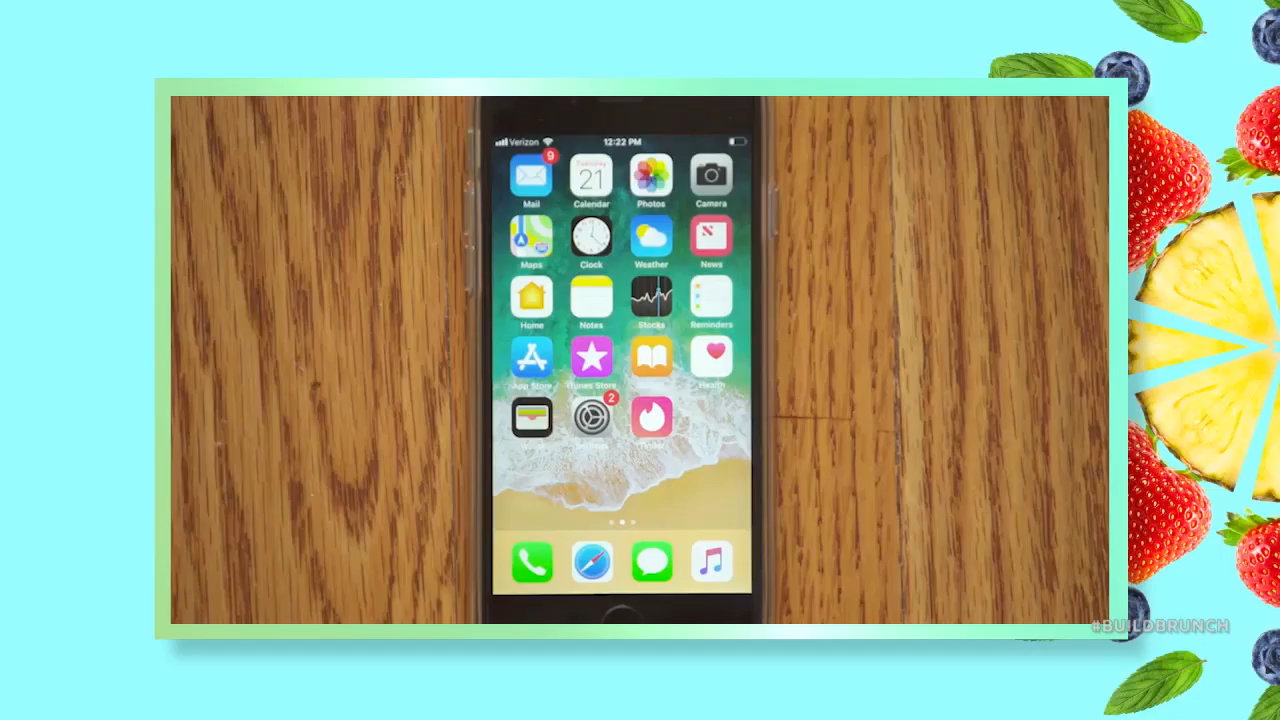 Verizon 12:22 PM
9
Tuesday
21
Mail Calendar Photos Camera
Maps Clock Weather News
Home Notes Stocks Reminders
App Store iTunes Store Health
2
#BUILDBRUNCH